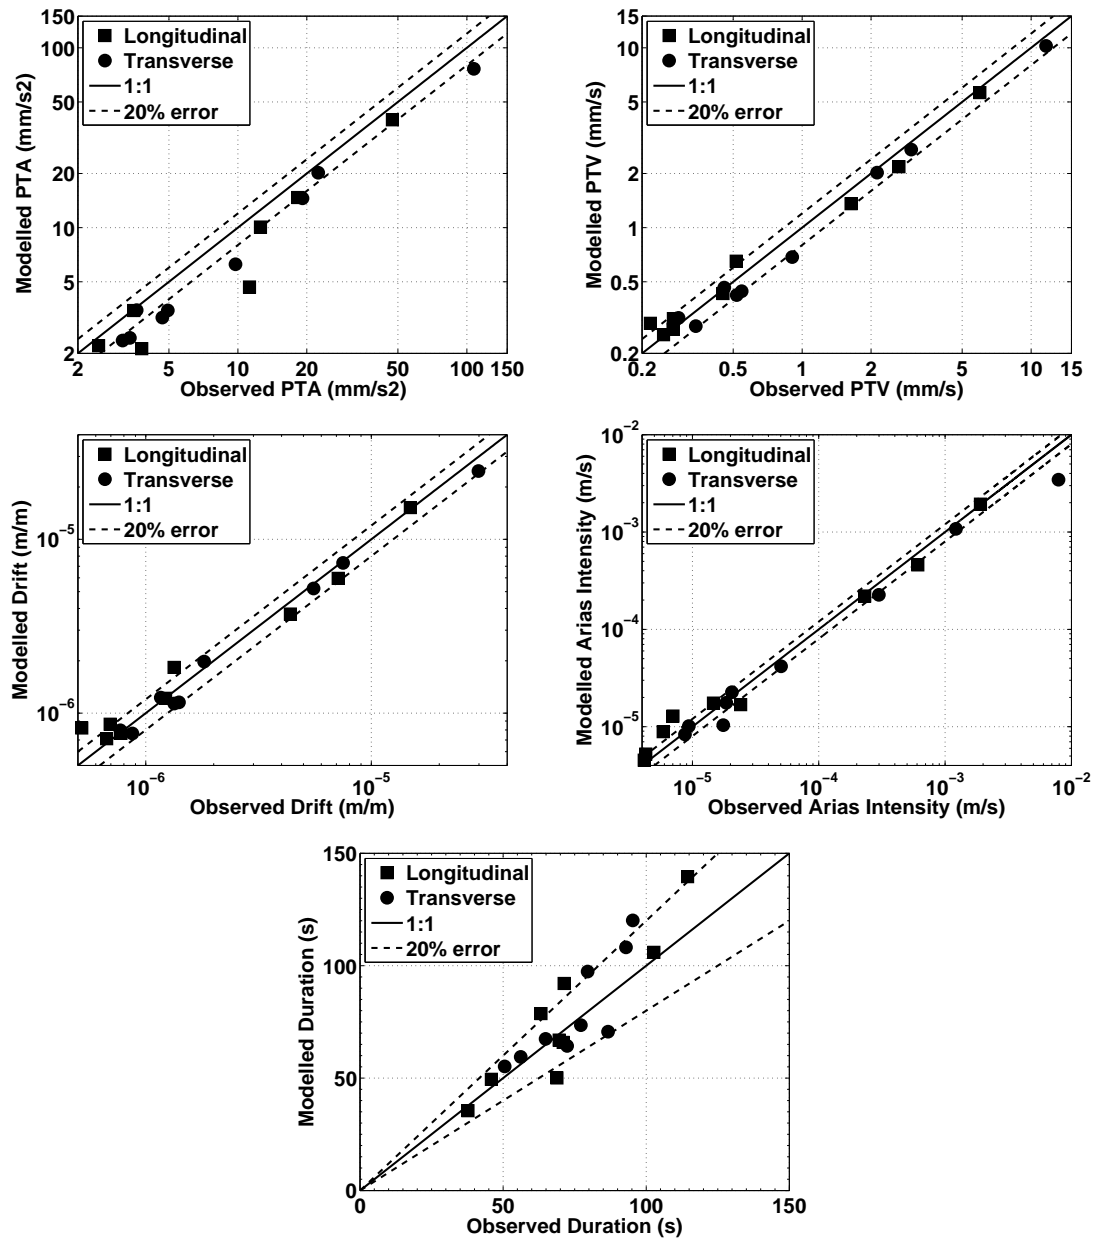 Modelled PTA (mm/s2)
150
100
50
20
10
5
2
Longitudinal
Transverse
1:1
20% error
2 5 10 20 50 100 150
Observed PTA (mm/s2)
Modelled PTV (mm/s)
15
10
5
2
1
0.5
0.2
Longitudinal
Transverse
1:1
20% error
0.2 0.5 1 2 5 10 15
Observed PTV (mm/s)
Modelled Drift (m/m)
10−5
10−6
Longitudinal
Transverse
1:1
20% error
10−6 10−5
Observed Drift (m/m)
Modelled Arias Intensity (m/s)
10−2
10−3
10−4
10−5
Longitudinal
Transverse
1:1
20% error
10−5 10−4 10−3 10−2
Observed Arias Intensity (m/s)
Modelled Duration (s)
150
100
50
0
Longitudinal
Transverse
1:1
20% error
0 50 100 150
Observed Duration (s)